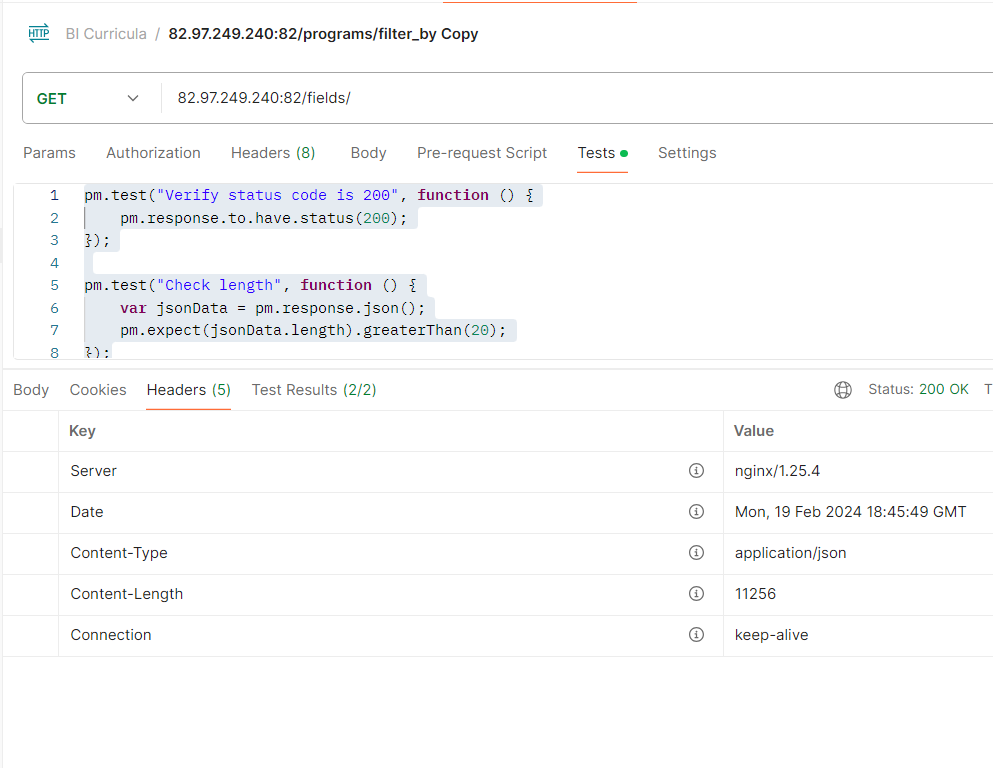 HTTP BI Curricula / 82.97.249.240:82/programs/filter_by Copy
GET 82.97.249.240:82/fields/
Params Authorization Headers (8) Body Pre-request Script Tests Settings
1 pm.test("Verify status code is 200", function () {
2 pm.response.to.have.status(200);
3 });
4
5 pm.test("Check length", function () {
6 var jsonData = pm.response.json();
7 pm.expect(jsonData.length).greaterThan(20);
8 });
Body Cookies Headers (5) Test Results (2/2) Status: 200 OK T
Key Value
Server nginx/1.25.4
Date Mon, 19 Feb 2024 18:45:49 GMT
Content-Type application/json
Content-Length 11256
Connection keep-alive